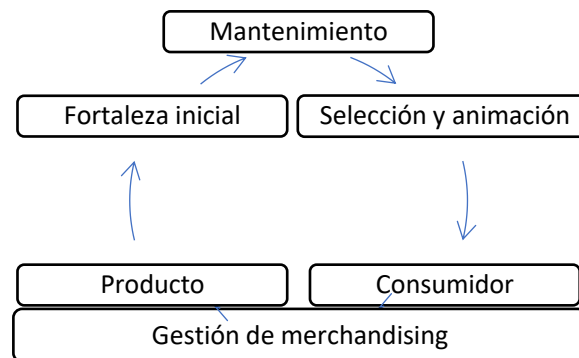 Mantenimiento
Fortaleza inicial
Selección y animación
Producto
Consumidor
Gestión de merchandising